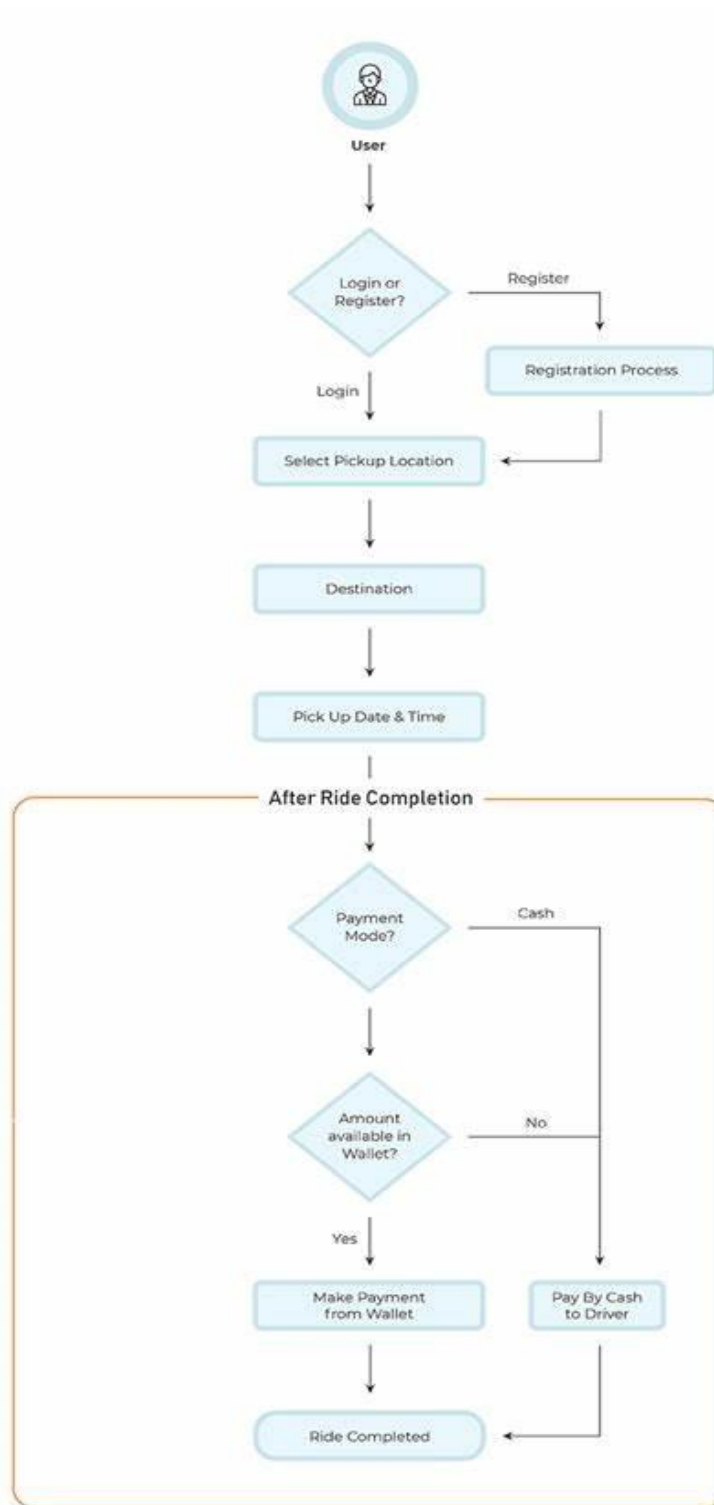 User
Login or
Register?
Register
Registration Process
Login
Select Pickup Location
Destination
Pick Up Date & Time
After Ride Completion
Payment
Mode?
Cash
Amount
available in
Wallet?
No
Yes
Make Payment
from Wallet
Pay By Cash
to Driver
Ride Completed